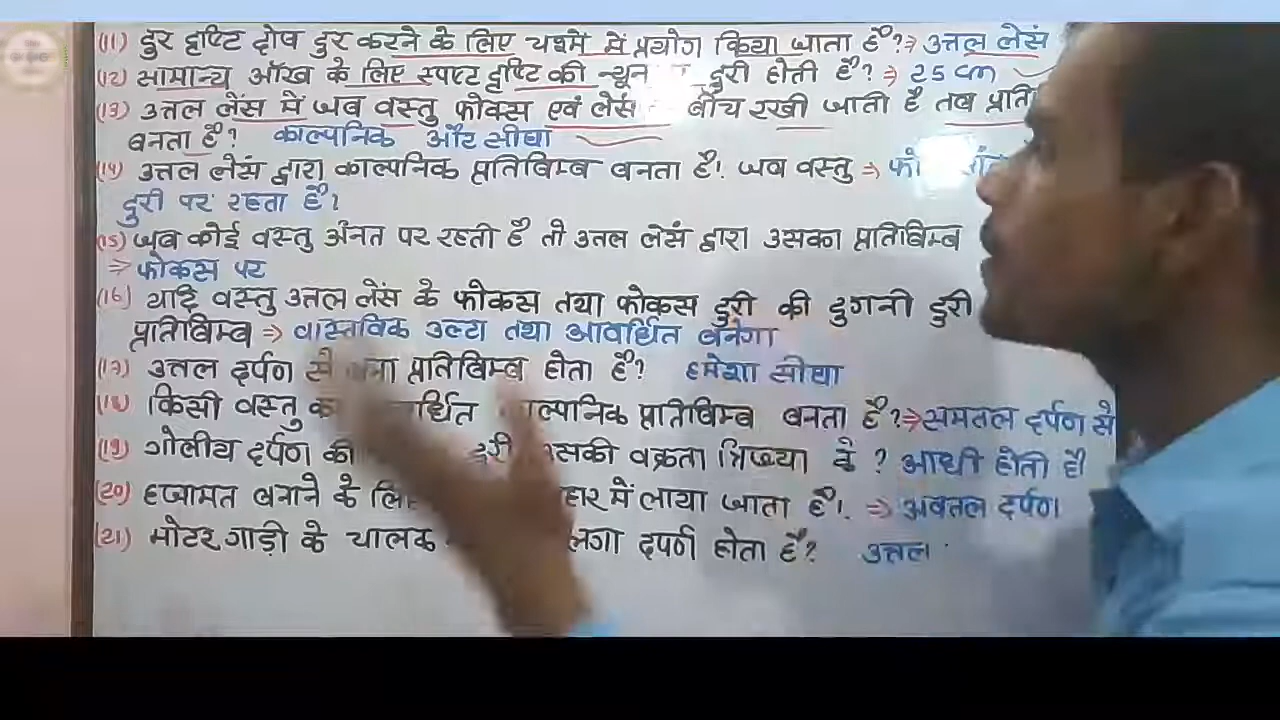 (11) दुर दृष्टि दोष दुर करने के लिए चश्मे में प्रयोग किया जाता है? ⇒ उत्तल लेसं
(12) सामान्य आँख के लिए स्पष्ट दृष्टि की न्यून दुरी होती है? ⇒ 25 cm
(13) उत्तल लेंस में जब वस्तु फोकस एवं लेंस बीच रखी जाती है तब प्रति
बनता है? काल्पनिक और सीधा
(14) उत्तल लेसं द्वारा काल्पनिक प्रतिबिम्ब बनता है! जब वस्तु ⇒
दुरी पर रहता है?
(15) जब कोई वस्तु अंनत पर रहती है तो उत्तल लेसं द्वारा उसका प्रतिबिम्ब
⇒ फोकस पर
(16) यदि वस्तु उत्तल लेंस के फोकस तथा फोकस दुरी की दुगनी दुरी
प्रतिबिम्ब ⇒ वास्तविक उल्टा तथा आवर्धित बनेगा
(17) उत्तल दर्पण से प्रतिबिम्ब होता है? हमेशा सीधा
(18) किसी वस्तु का काल्पनिक प्रतिबिम्ब बनता है? ⇒ समतल दर्पण से
(19) गोलीय दर्पण की दुरी उसकी वक्रता त्रिज्या के ? आधी होती है
(20) हजामत बनाने के लिए में लाया जाता है!. ⇒ अवतल दर्पण
(21) मोटर गाड़ी के चालक लगा दर्पण होता है? उत्तल